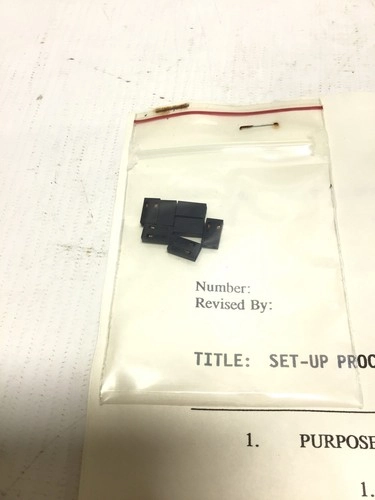 Number:
Revised By:
TITLE: SET-UP PROC
1. PURPOSE
1.